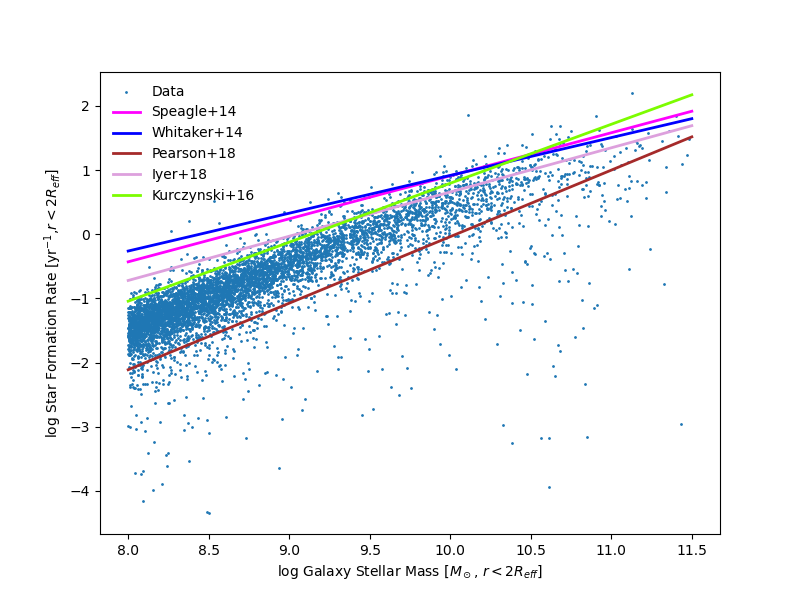 Data
Speagle+14
Whitaker+14
Pearson+18
Iyer+18
Kurczynski+16
2
1
0
−1
−2
−3
−4
log Star Formation Rate [yr⁻¹, r < 2R_eff]
8.0 8.5 9.0 9.5 10.0 10.5 11.0 11.5
log Galaxy Stellar Mass [M_⊙, r < 2R_eff]